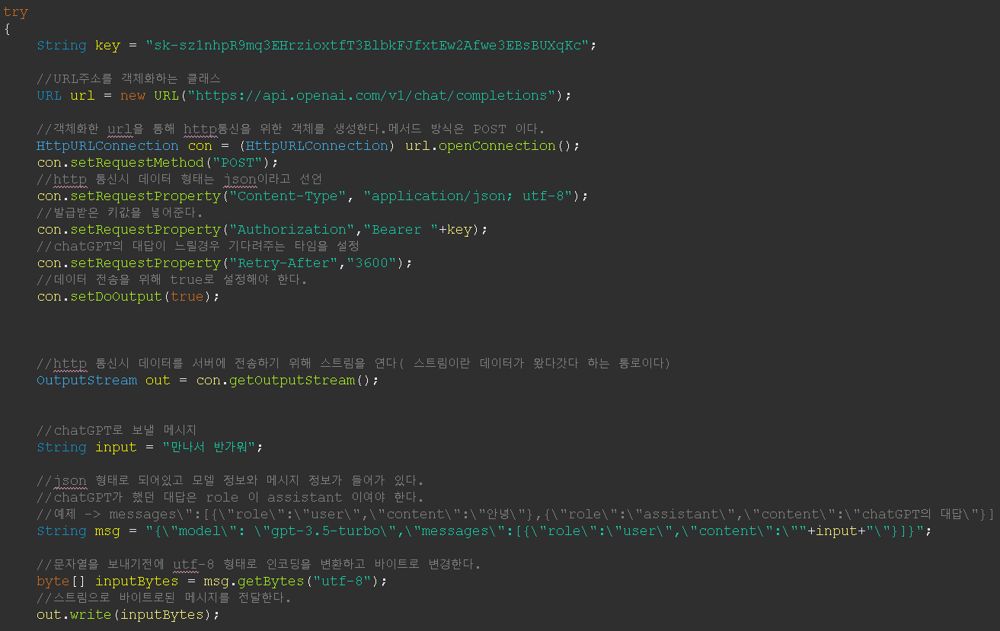 try
{
String key = "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";
//URL주소를 객체화하는 클래스
URL url = new URL("https://api.openai.com/v1/chat/completions");
//객체화한 url을 통해 http통신을 위한 객체를 생성한다.메서드 방식은 POST 이다.
HttpURLConnection con = (HttpURLConnection) url.openConnection();
con.setRequestMethod("POST");
//http 통신시 데이터 형태는 json이라고 선언
con.setRequestProperty("Content-Type", "application/json; utf-8");
//발급받은 키값을 넣어준다.
con.setRequestProperty("Authorization","Bearer "+key);
//chatGPT의 대답이 느릴경우 기다려주는 타임을 설정
con.setRequestProperty("Retry-After","3600");
//데이터 전송을 위해 true로 설정해야 한다.
con.setDoOutput(true);
//http 통신시 데이터를 서버에 전송하기 위해 스트림을 연다( 스트림이란 데이터가 왔다갓다 하는 통로이다)
OutputStream out = con.getOutputStream();
//chatGPT로 보낼 메시지
String input = "만나서 반가워";
//json 형태로 되어있고 모델 정보와 메시지 정보가 들어가 있다.
//chatGPT가 했던 대답은 role 이 assistant 이여야 한다.
//예제 -> messages\":[{\"role\":\"user\",\"content\":\"안녕\"},{\"role\":\"assistant\",\"content\":\"chatGPT의 대답\"}]
String msg = "{\"model\": \"gpt-3.5-turbo\",\"messages\":[{\"role\":\"user\",\"content\":\""+input+"\"}]}";
//문자열을 보내기전에 utf-8 형태로 인코딩을 변환하고 바이트로 변경한다.
byte[] inputBytes = msg.getBytes("utf-8");
//스트림으로 바이트로된 메시지를 전달한다.
out.write(inputBytes);